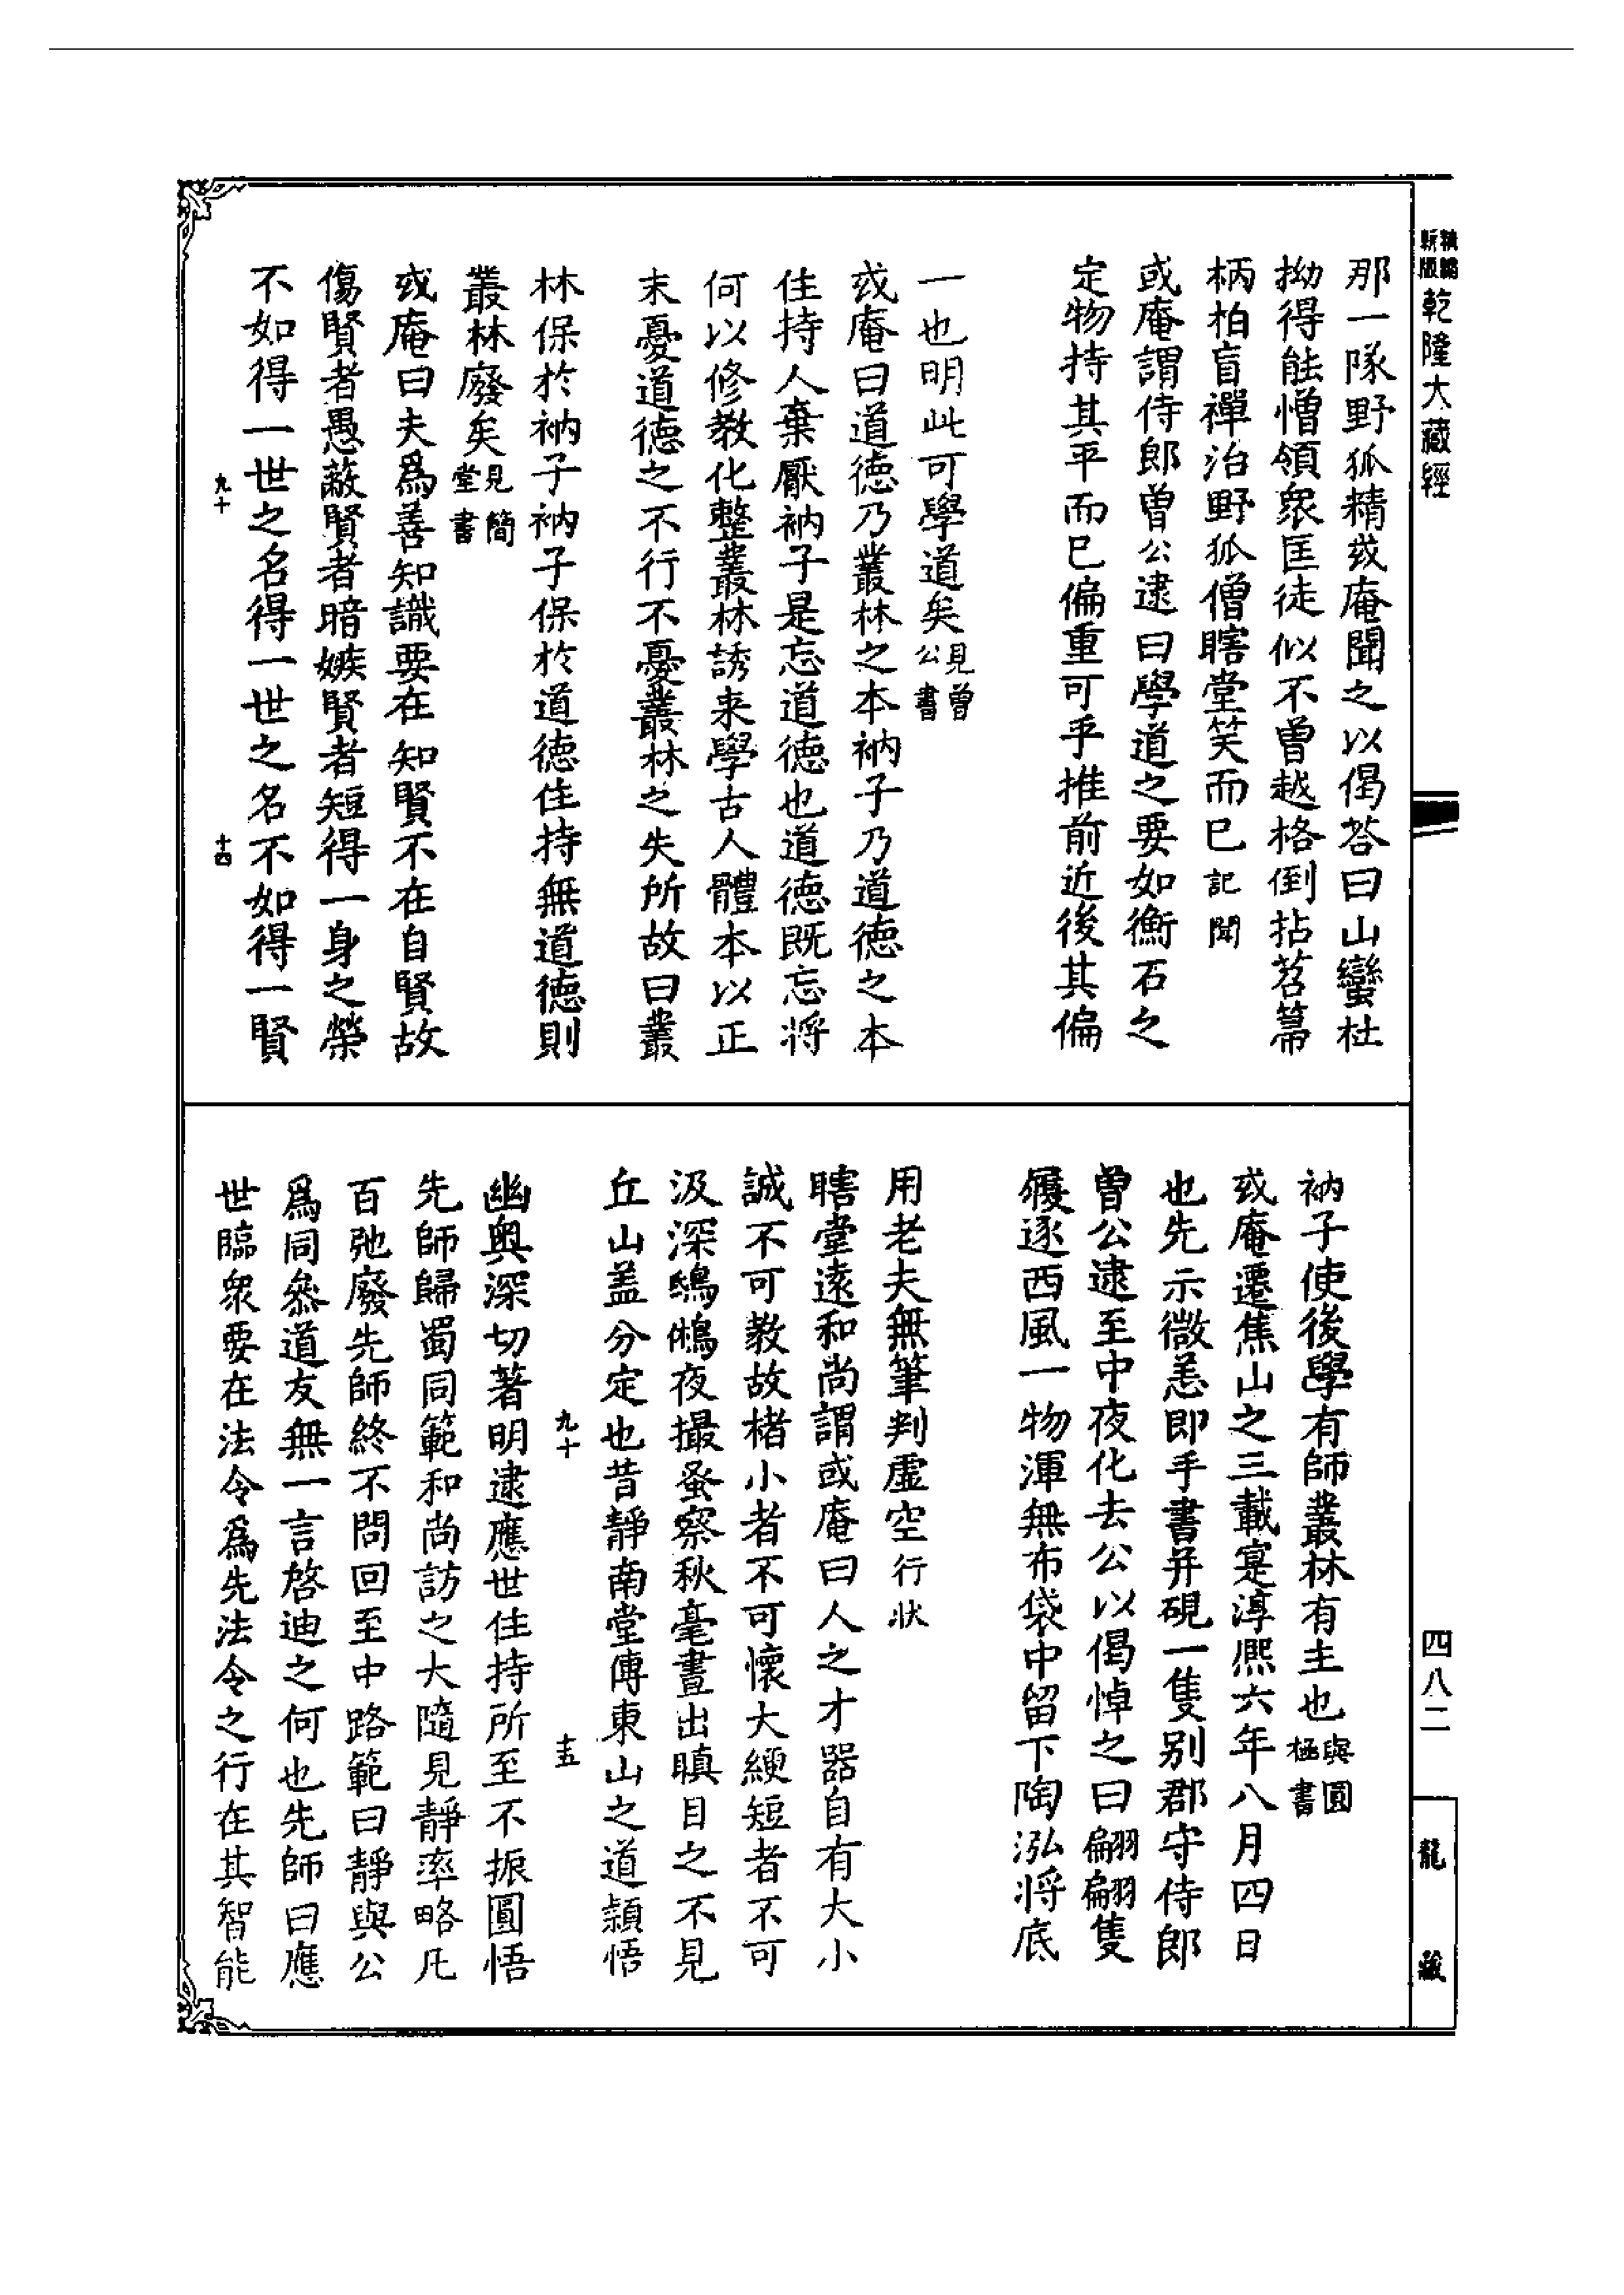 精編
新版
乾隆大藏經
那一隊野狐精或庵聞之以偈荅曰山蠻杜
拗得能憎領眾匡徒似不曾越格倒拈苕箒
柄柏盲禪治野狐僧瞎堂笑而已記聞
或庵謂侍郎曾公逮曰學道之要如衡石之
定物持其平而已偏重可乎推前近後其偏
一也明此可學道矣見曾公書
或庵曰道德乃叢林之本衲子乃道德之本
住持人棄厭衲子是忘道德也道德既忘將
何以修教化整叢林誘來學古人體本以正
末憂道德之不行不憂叢林之失所故曰叢
林保於衲子衲子保於道德住持無道德則
叢林廢矣見簡堂書
或庵曰夫為善知識要在知賢不在自賢故
傷賢者愚蔽賢者暗嫉賢者短得一身之榮
不如得一世之名得一世之名不如得一賢
九十
十四
衲子使後學有師叢林有主也與圓極書
或庵遷焦山之三載寔淳熈六年八月四日
也先示微恙即手書并硯一隻別郡守侍郎
曾公逮至中夜化去公以偈悼之曰翩翩隻
履逐西風一物渾無布袋中留下陶泓將底
用老夫無筆判虛空行狀
瞎堂遠和尚謂或庵曰人之才器自有大小
誠不可教故楮小者不可懷大綆短者不可
汲深鴟鵂夜撮蚤察秋毫晝出瞋目之不見
丘山盖分定也昔靜南堂傳東山之道頴悟
九十
十五
幽奧深切著明逮應世住持所至不振圓悟
先師歸蜀同範和尚訪之大隨見靜率略凡
百弛廢先師終不問回至中路範曰靜與公
為同叅道友無一言啓迪之何也先師曰應
世臨眾要在法令為先法令之行在其智能
四八二
龍藏